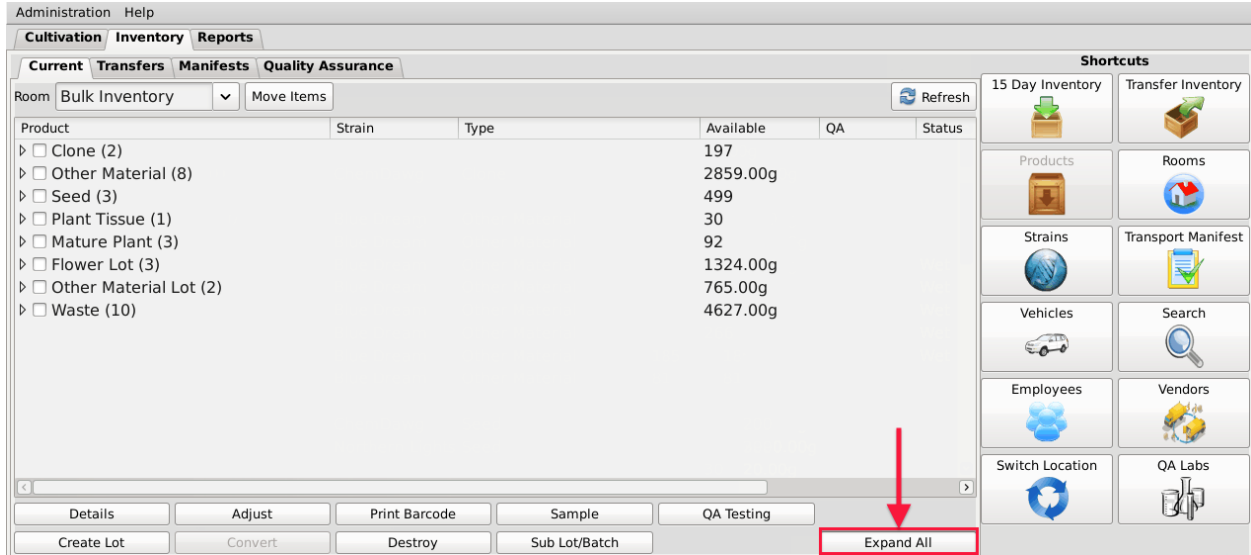 Administration Help
Cultivation Inventory Reports
Current Transfers Manifests Quality Assurance
Room Bulk Inventory Move Items Refresh
Product Strain Type Available QA Status
Clone (2) 197
Other Material (8) 2859.00g
Seed (3) 499
Plant Tissue (1) 30
Mature Plant (3) 92
Flower Lot (3) 1324.00g
Other Material Lot (2) 765.00g
Waste (10) 4627.00g
Details Adjust Print Barcode Sample QA Testing
Create Lot Convert Destroy Sub Lot/Batch Expand All
Shortcuts
15 Day Inventory Transfer Inventory
Products Rooms
Strains Transport Manifest
Vehicles Search
Employees Vendors
Switch Location QA Labs